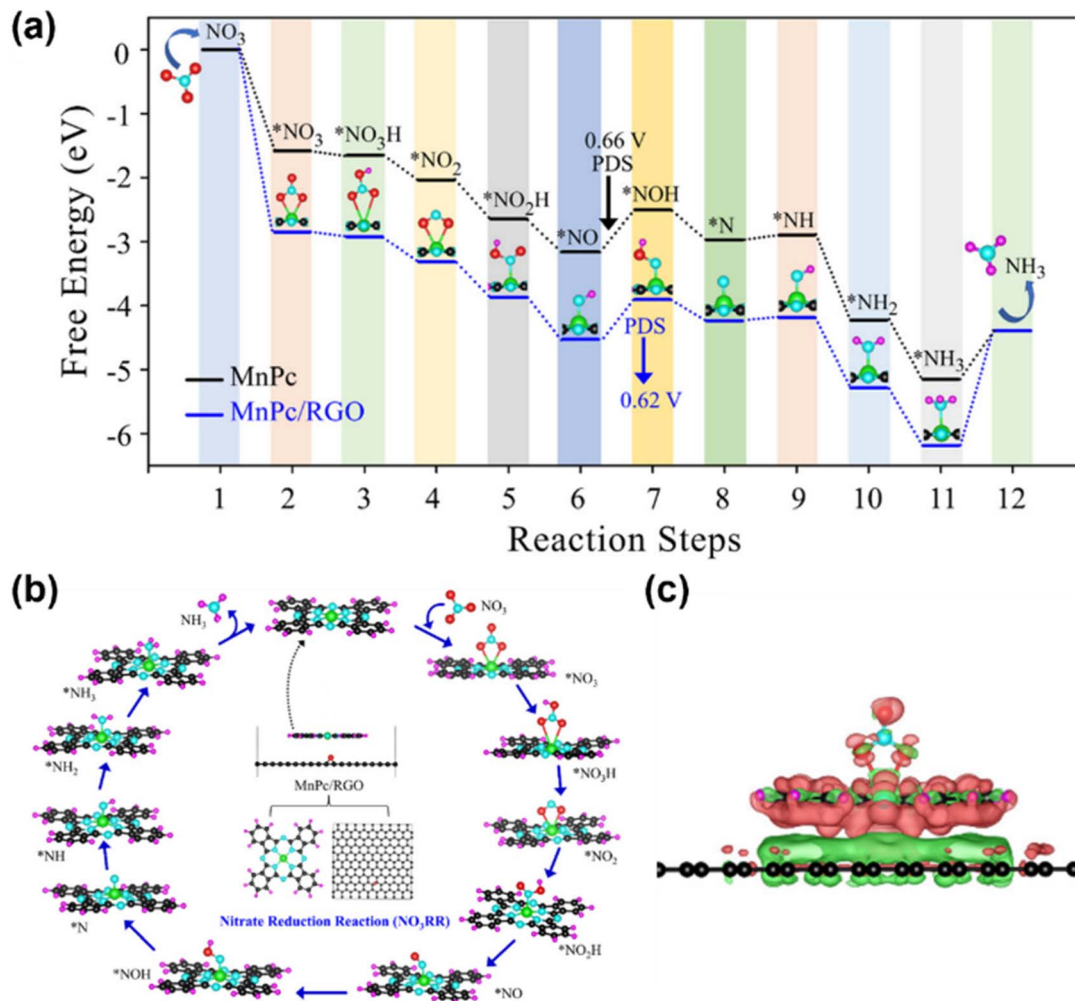 (a)
Free Energy (eV)
0
-1
-2
-3
-4
-5
-6
NO3
*NO3
*NO3H
*NO2
*NO2H
*NO
0.66 V
PDS
*NOH
*N
*NH
*NH2
*NH3
NH3
PDS
0.62 V
MnPc
MnPc/RGO
1 2 3 4 5 6 7 8 9 10 11 12
Reaction Steps
(b)
NH3
NO3
*NO3
*NO3H
*NO2
*NO2H
*NO
*NOH
*N
*NH
*NH2
*NH3
MnPc/RGO
Nitrate Reduction Reaction (NO3RR)
(c)